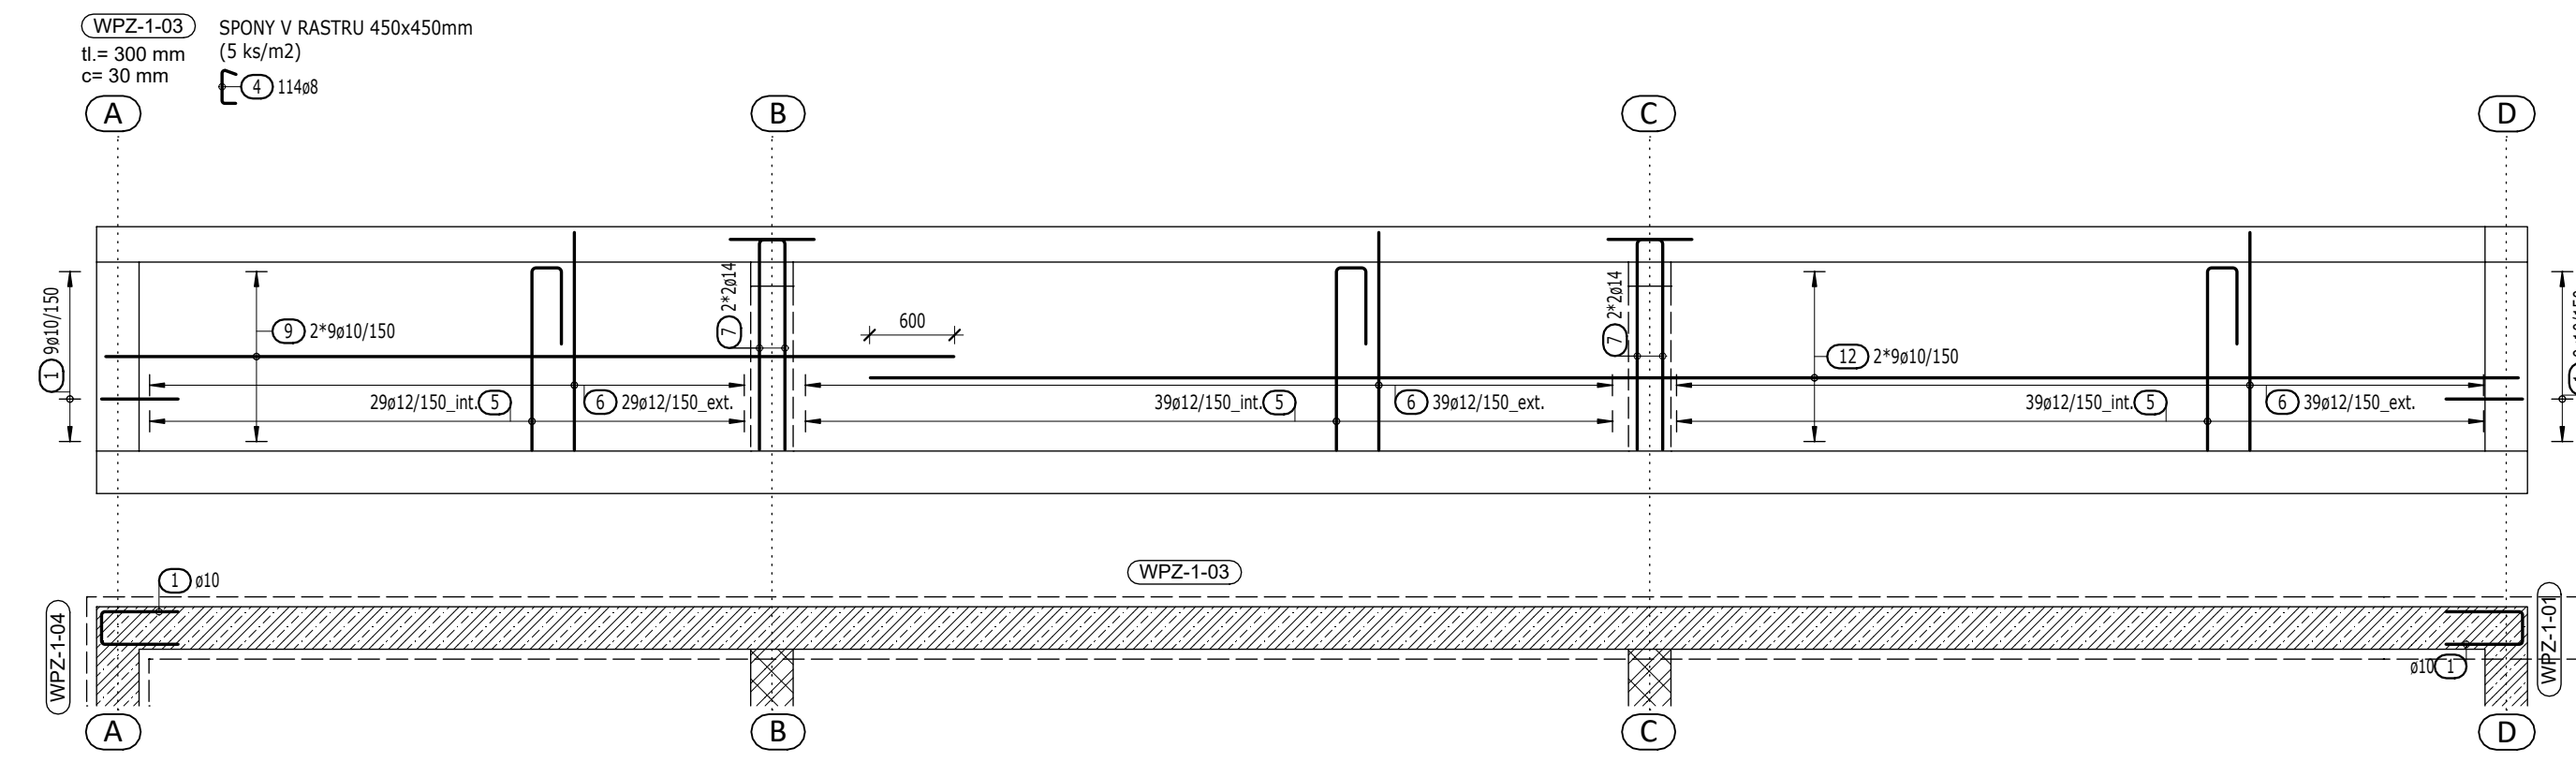 WPZ-1-03
SPONY V RASTRU 450x450mm
tl.= 300 mm
(5 ks/m2)
c= 30 mm
4 114ø8
A
B
C
D
1 9ø10/150
9 2*9ø10/150
7 2*2ø14
600
7 2*2ø14
12 2*9ø10/150
29ø12/150_int. 5
6 29ø12/150_ext.
39ø12/150_int. 5
6 39ø12/150_ext.
39ø12/150_int. 5
6 39ø12/150_ext.
WPZ-1-03
1 ø10
WPZ-1-04
WPZ-1-01
ø10 1
A
B
C
D